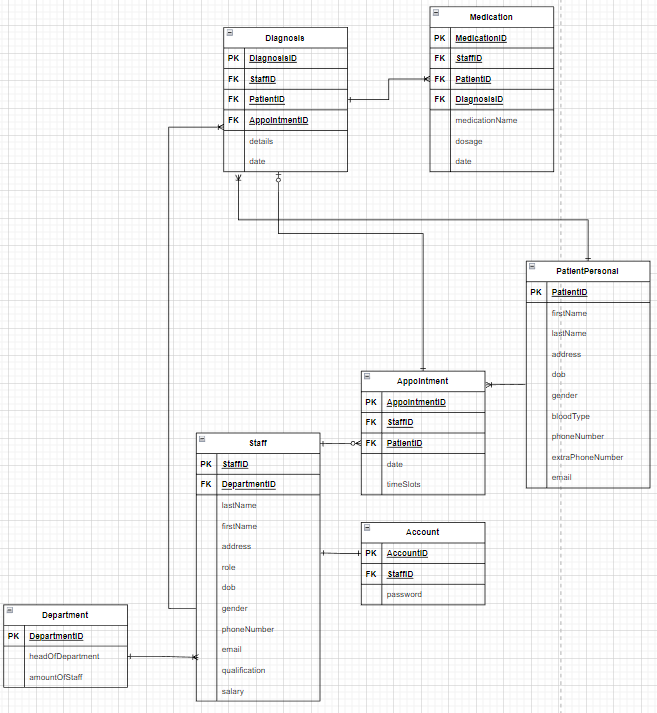 Medication
PK MedicationID
FK StaffID
FK PatientID
FK DiagnosisID
medicationName
dosage
date
Diagnosis
PK DiagnosisID
FK StaffID
FK PatientID
FK AppointmentID
details
date
PatientPersonal
PK PatientID
firstName
lastName
address
dob
gender
bloodType
phoneNumber
extraPhoneNumber
email
Appointment
PK AppointmentID
FK StaffID
FK PatientID
date
timeSlots
Staff
PK StaffID
FK DepartmentID
lastName
firstName
address
role
dob
gender
phoneNumber
email
qualification
salary
Account
PK AccountID
FK StaffID
password
Department
PK DepartmentID
headOfDepartment
amountOfStaff